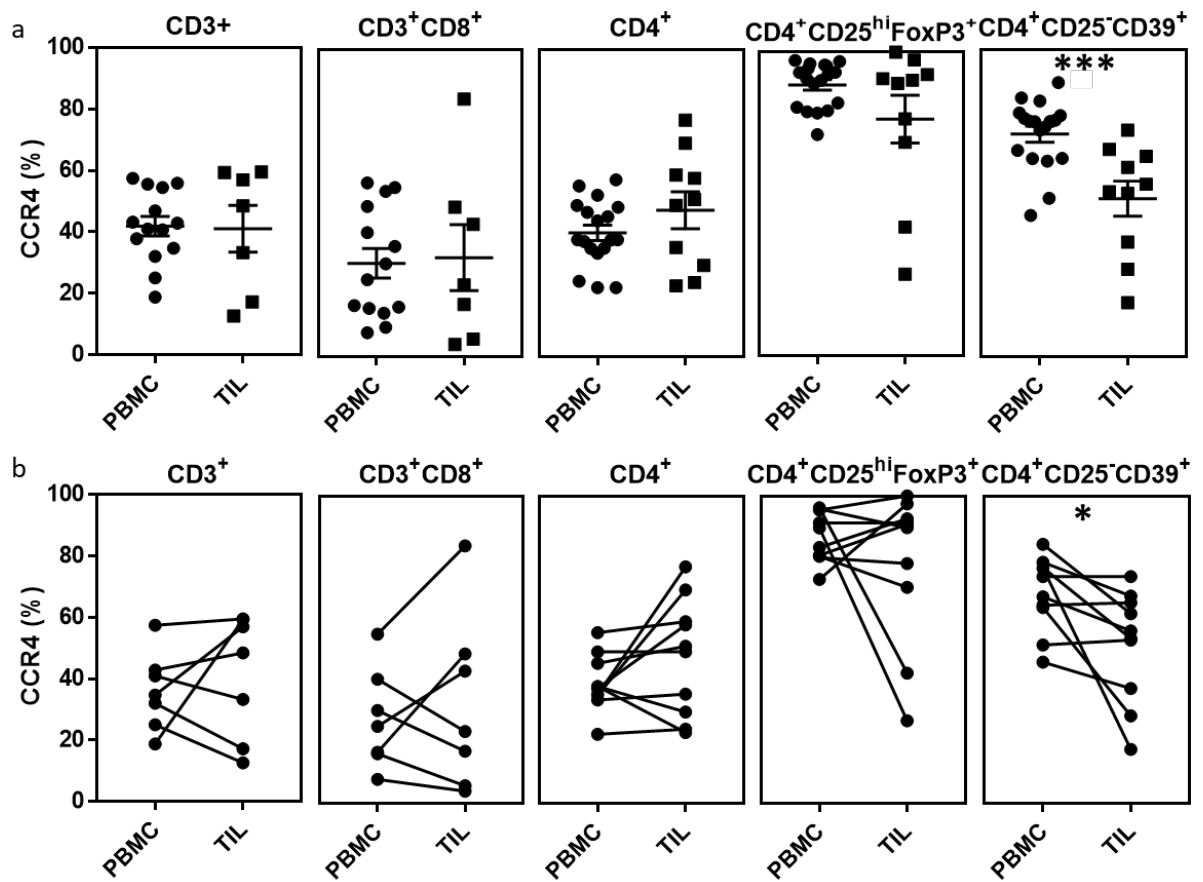 a
CD3+ CD3⁺CD8⁺ CD4⁺ CD4⁺CD25ʰⁱFoxP3⁺ CD4⁺CD25⁻CD39⁺
***
100
80
60
40
20
0
CCR4 (%)
PBMC TIL PBMC TIL PBMC TIL PBMC TIL PBMC TIL
b
CD3⁺ CD3⁺CD8⁺ CD4⁺ CD4⁺CD25ʰⁱFoxP3⁺ CD4⁺CD25⁻CD39⁺
*
100
80
60
40
20
0
CCR4 (%)
PBMC TIL PBMC TIL PBMC TIL PBMC TIL PBMC TIL